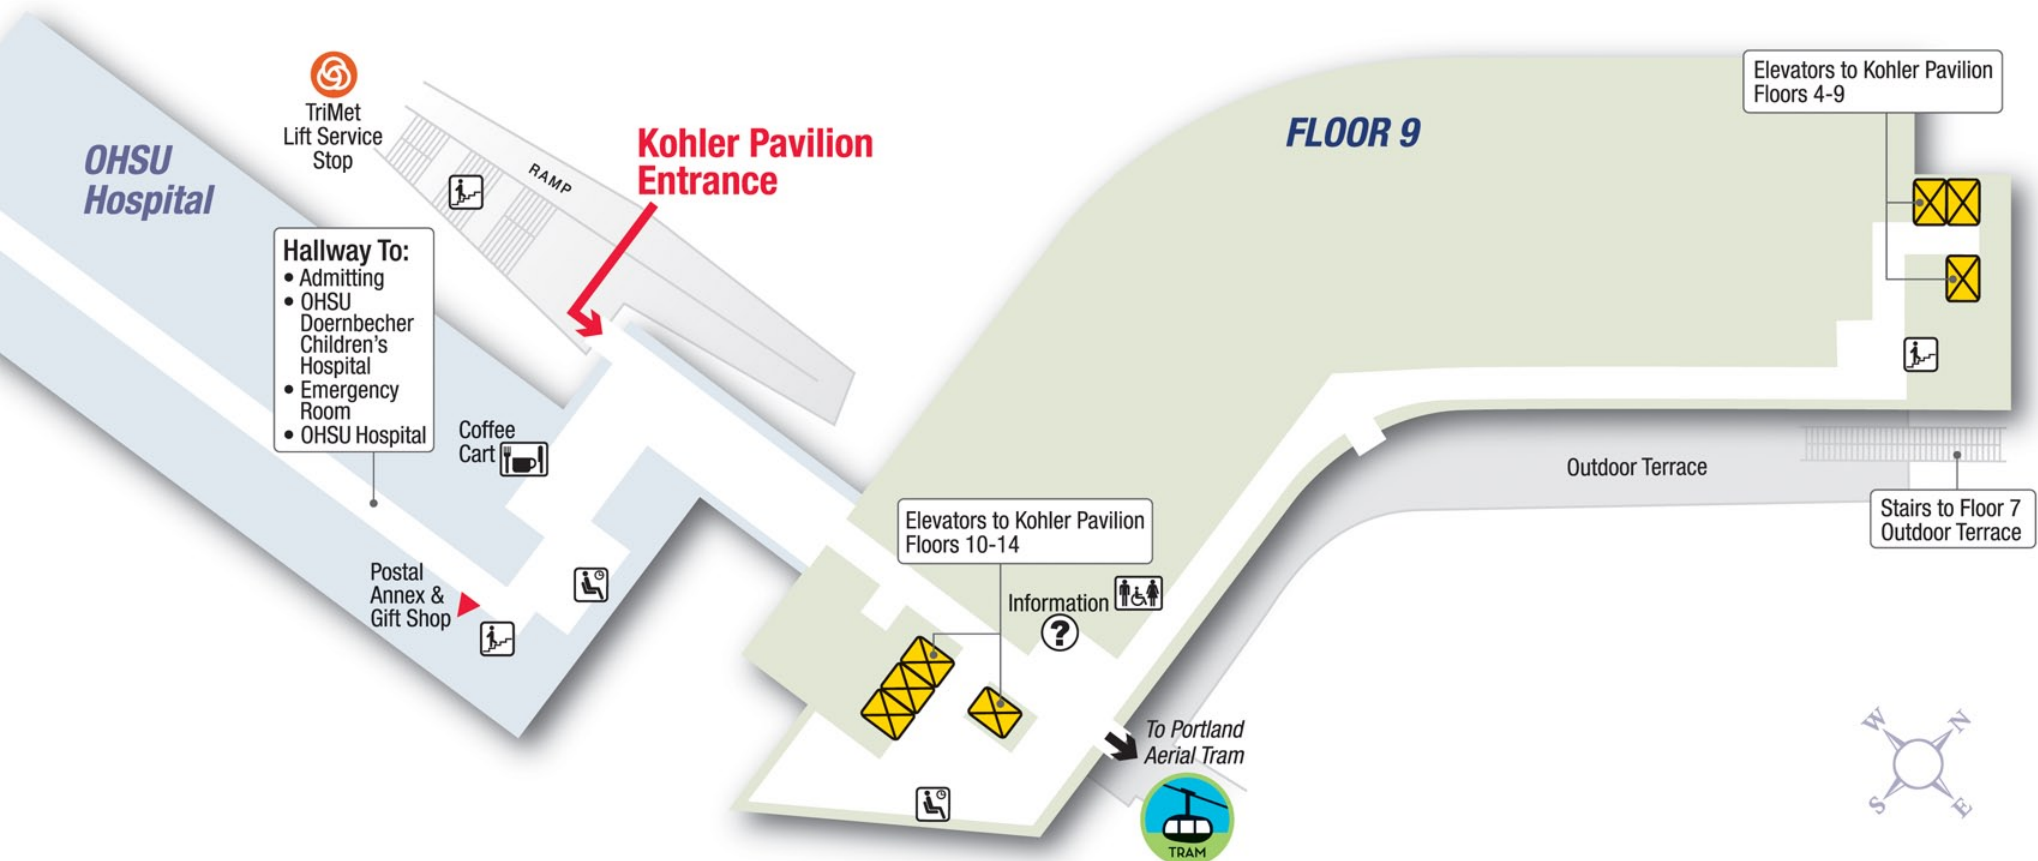 OHSU
Hospital
TriMet
Lift Service
Stop
RAMP
Kohler Pavilion
Entrance
FLOOR 9
Elevators to Kohler Pavilion
Floors 4-9
Hallway To:
• Admitting
• OHSU
Doernbecher
Children's
Hospital
• Emergency
Room
• OHSU Hospital
Coffee
Cart
Postal
Annex &
Gift Shop
Elevators to Kohler Pavilion
Floors 10-14
Information
?
Outdoor Terrace
Stairs to Floor 7
Outdoor Terrace
To Portland
Aerial Tram
TRAM
W
N
S
E